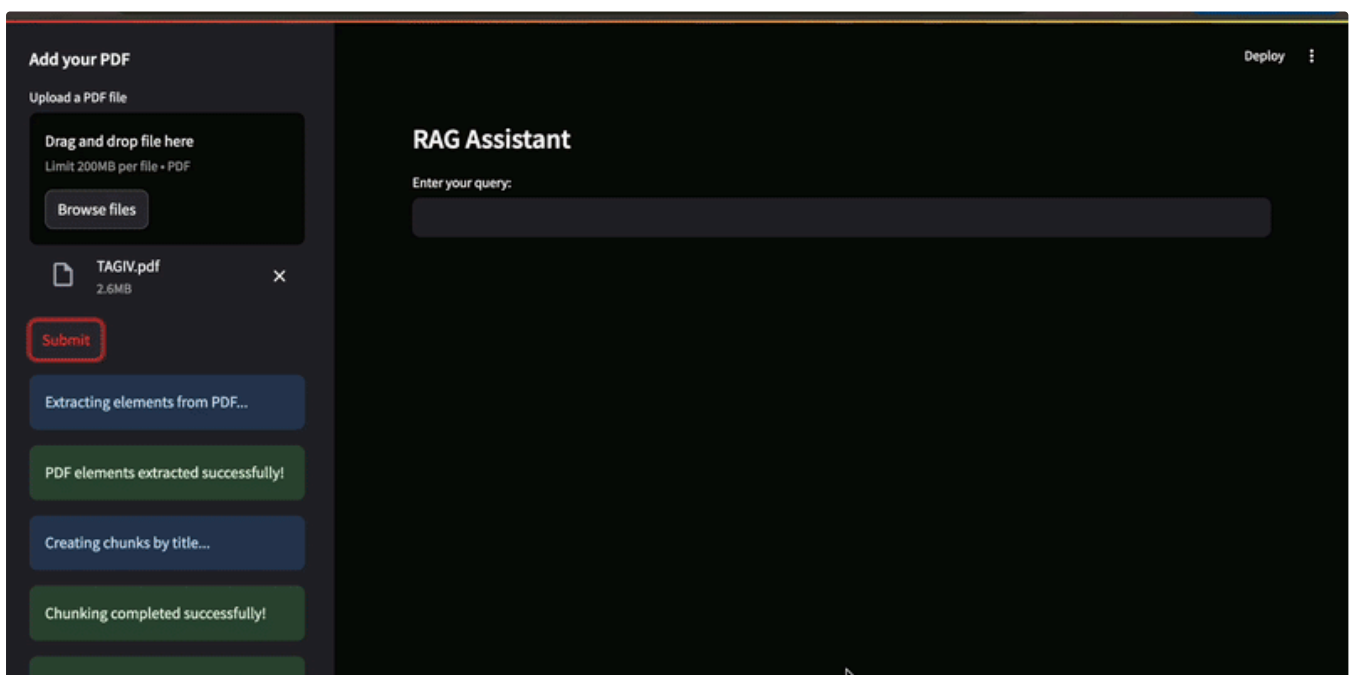 Add your PDF
Upload a PDF file
Drag and drop file here
Limit 200MB per file • PDF
Browse files
TAGIV.pdf
2.6MB
Submit
Extracting elements from PDF...
PDF elements extracted successfully!
Creating chunks by title...
Chunking completed successfully!
Deploy
RAG Assistant
Enter your query: